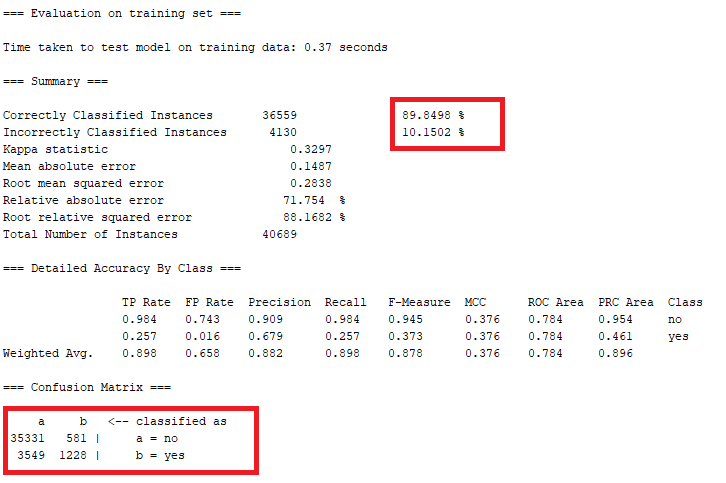 === Evaluation on training set ===
Time taken to test model on training data: 0.37 seconds
=== Summary ===
Correctly Classified Instances 36559 89.8498 %
Incorrectly Classified Instances 4130 10.1502 %
Kappa statistic 0.3297
Mean absolute error 0.1487
Root mean squared error 0.2838
Relative absolute error 71.754 %
Root relative squared error 88.1682 %
Total Number of Instances 40689
=== Detailed Accuracy By Class ===
TP Rate FP Rate Precision Recall F-Measure MCC ROC Area PRC Area Class
0.984 0.743 0.909 0.984 0.945 0.376 0.784 0.954 no
0.257 0.016 0.679 0.257 0.373 0.376 0.784 0.461 yes
Weighted Avg. 0.898 0.658 0.882 0.898 0.878 0.376 0.784 0.896
=== Confusion Matrix ===
a b <-- classified as
35331 581 | a = no
3549 1228 | b = yes